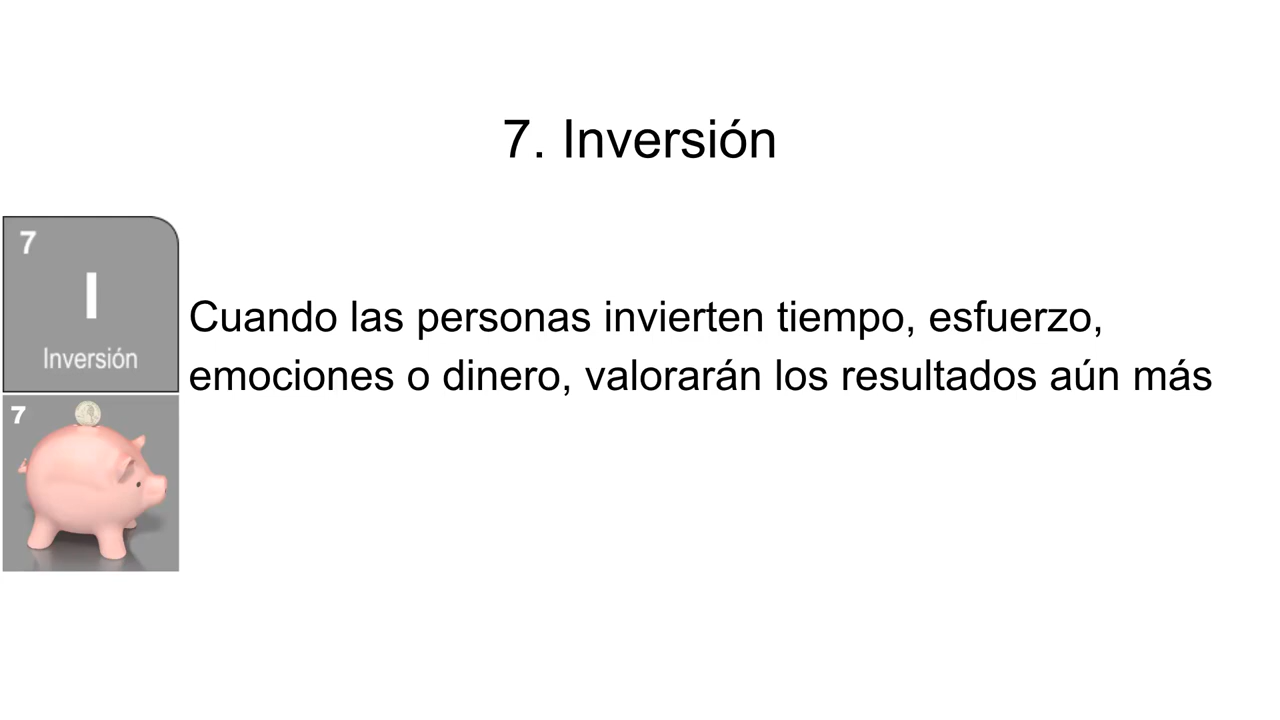 7. Inversión
7
I
Inversión
Cuando las personas invierten tiempo, esfuerzo,
emociones o dinero, valorarán los resultados aún más
7